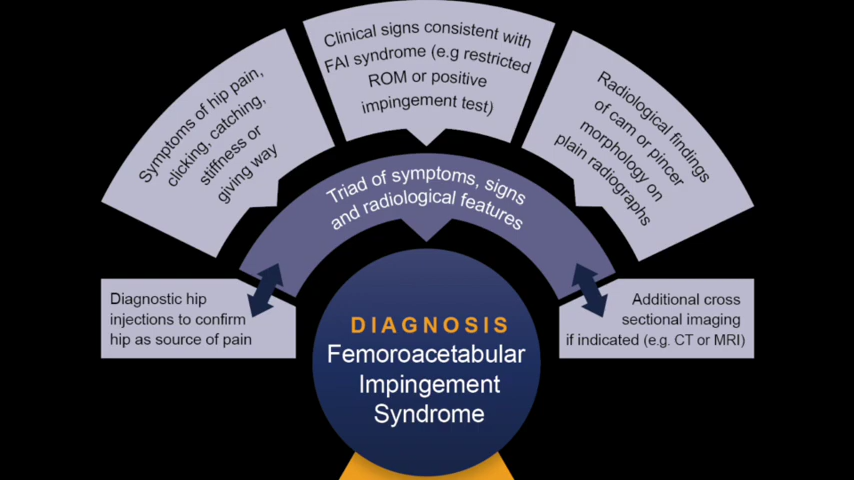 Symptoms of hip pain,
clicking, catching,
stiffness or
giving way
Clinical signs consistent with
FAI syndrome (e.g restricted
ROM or positive
impingement test)
Radiological findings
of cam or pincer
morphology on
plain radiographs
Triad of symptoms, signs
and radiological features
Diagnostic hip
injections to confirm
hip as source of pain
Additional cross
sectional imaging
if indicated (e.g. CT or MRI)
DIAGNOSIS
Femoroacetabular
Impingement
Syndrome